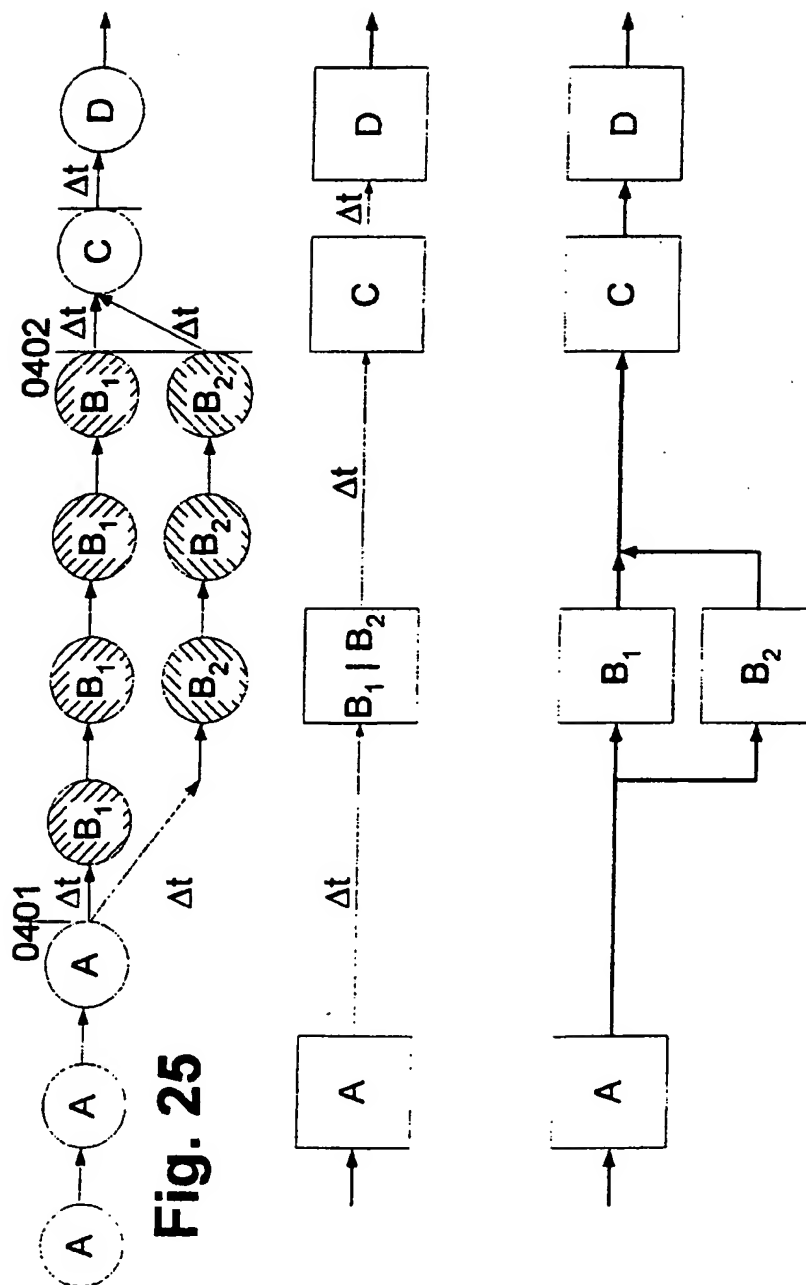 0401
0402
A
A
A
Δt
B₁
B₁
B₁
B₁
Δt
C
Δt
D
Δt
B₂
B₂
B₂
Δt
Fig. 25
A
Δt
B₁ | B₂
Δt
C
Δt
D
A
B₁
B₂
C
D